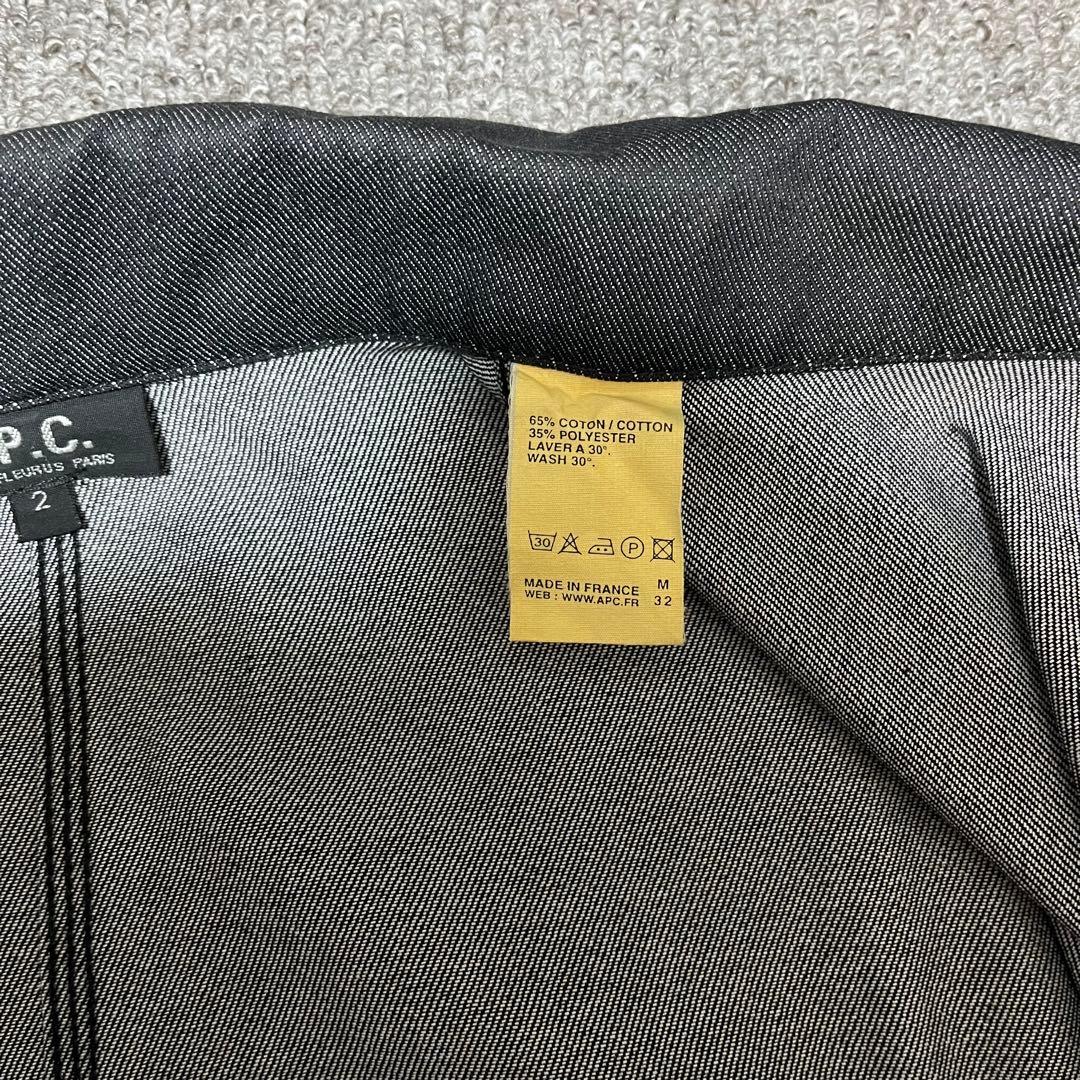 P.C.
FLEURUS PARIS
2
65% COTON / COTTON
35% POLYESTER
LAVER A 30°.
WASH 30°.
30 P
MADE IN FRANCE M
WEB : WWW.APC.FR 32